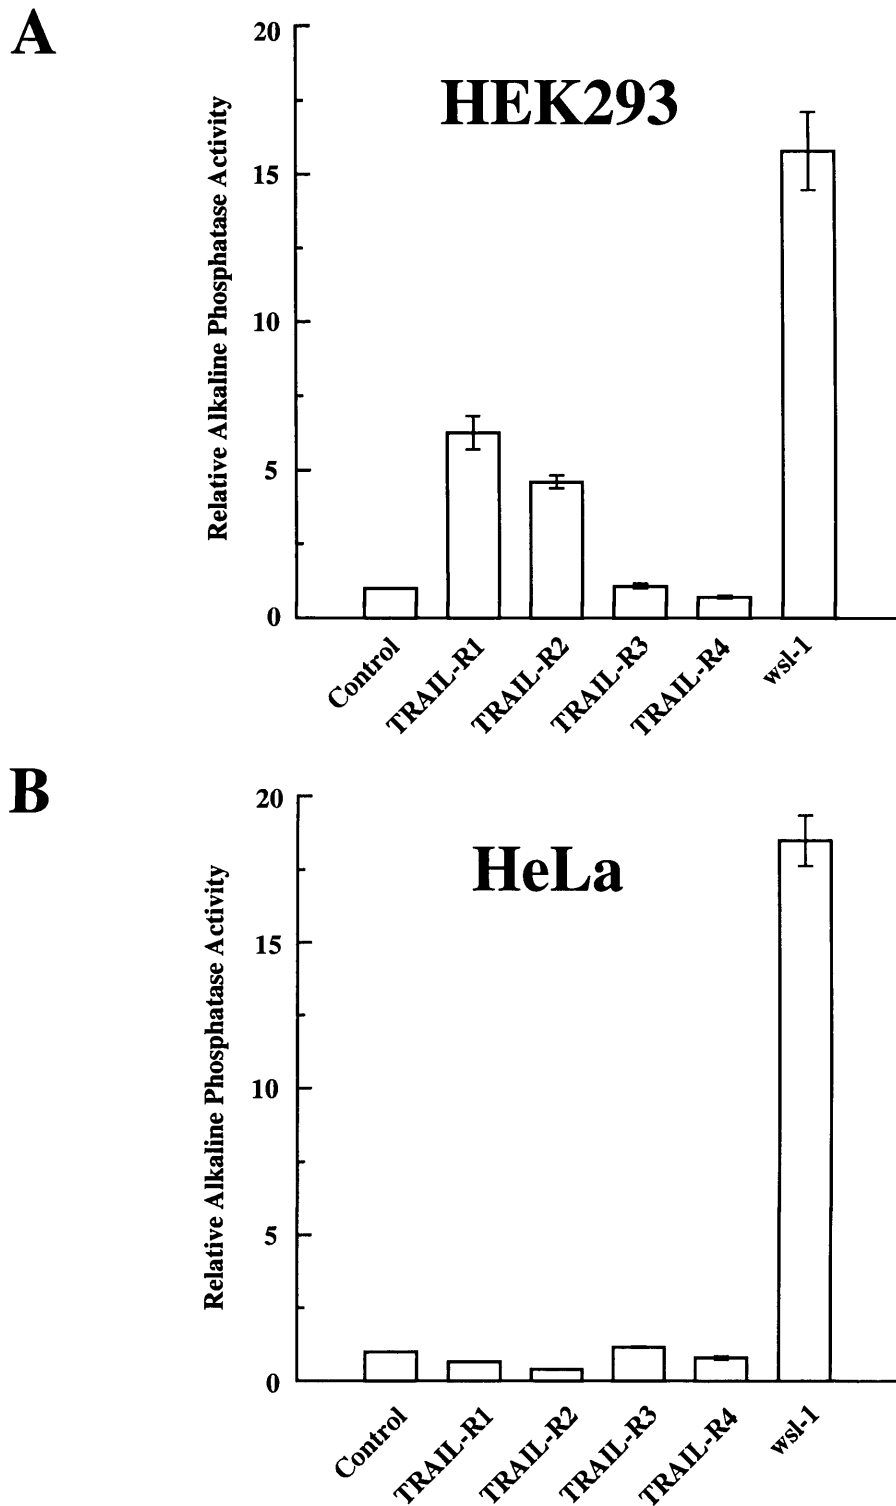 A
HEK293
Relative Alkaline Phosphatase Activity
20
15
10
5
0
Control
TRAIL-R1
TRAIL-R2
TRAIL-R3
TRAIL-R4
wsl-1
B
HeLa
Relative Alkaline Phosphatase Activity
20
15
10
5
0
Control
TRAIL-R1
TRAIL-R2
TRAIL-R3
TRAIL-R4
wsl-1